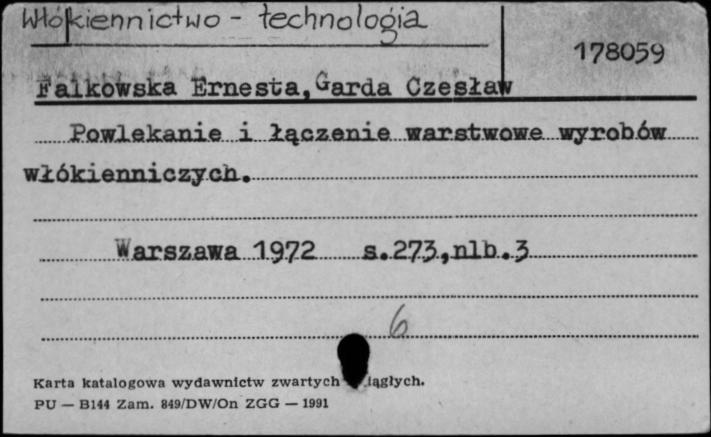 Włókiennictwo - technologia
178059
Falkowska Ernesta, Garda Czesław
Powlekanie i łączenie warstwowe wyrobów
włókienniczych.
Warszawa 1972 s.273,nlb.3
6
Karta katalogowa wydawnictw zwartych iągłych.
PU — B144 Zam. 849/DW/On ZGG — 1991